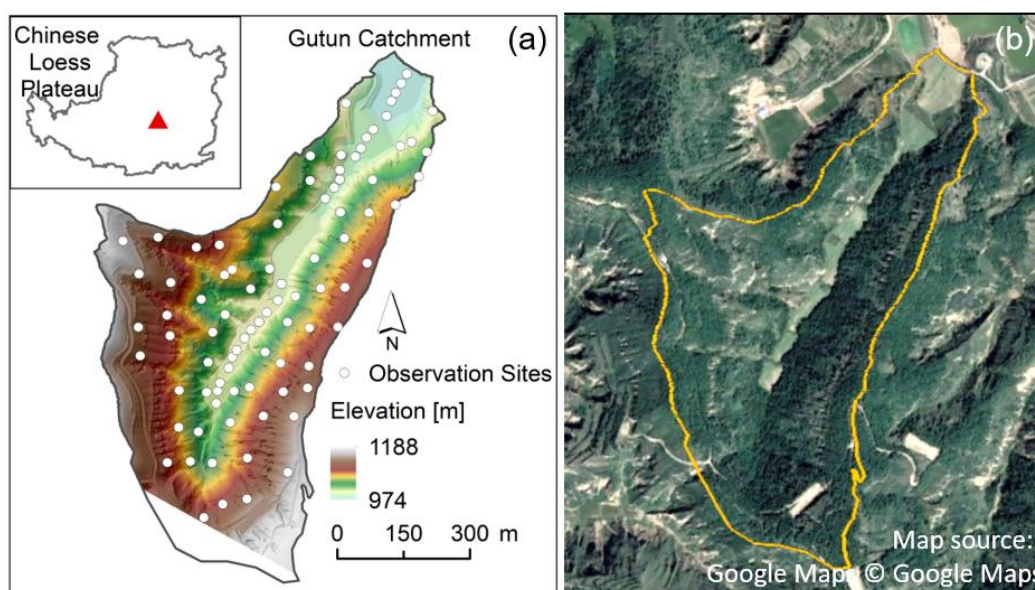 Chinese
Loess
Plateau
Gutun Catchment
(a)
N
Observation Sites
Elevation [m]
1188
974
0 150 300 m
(b)
Map source:
Google Maps © Google Maps